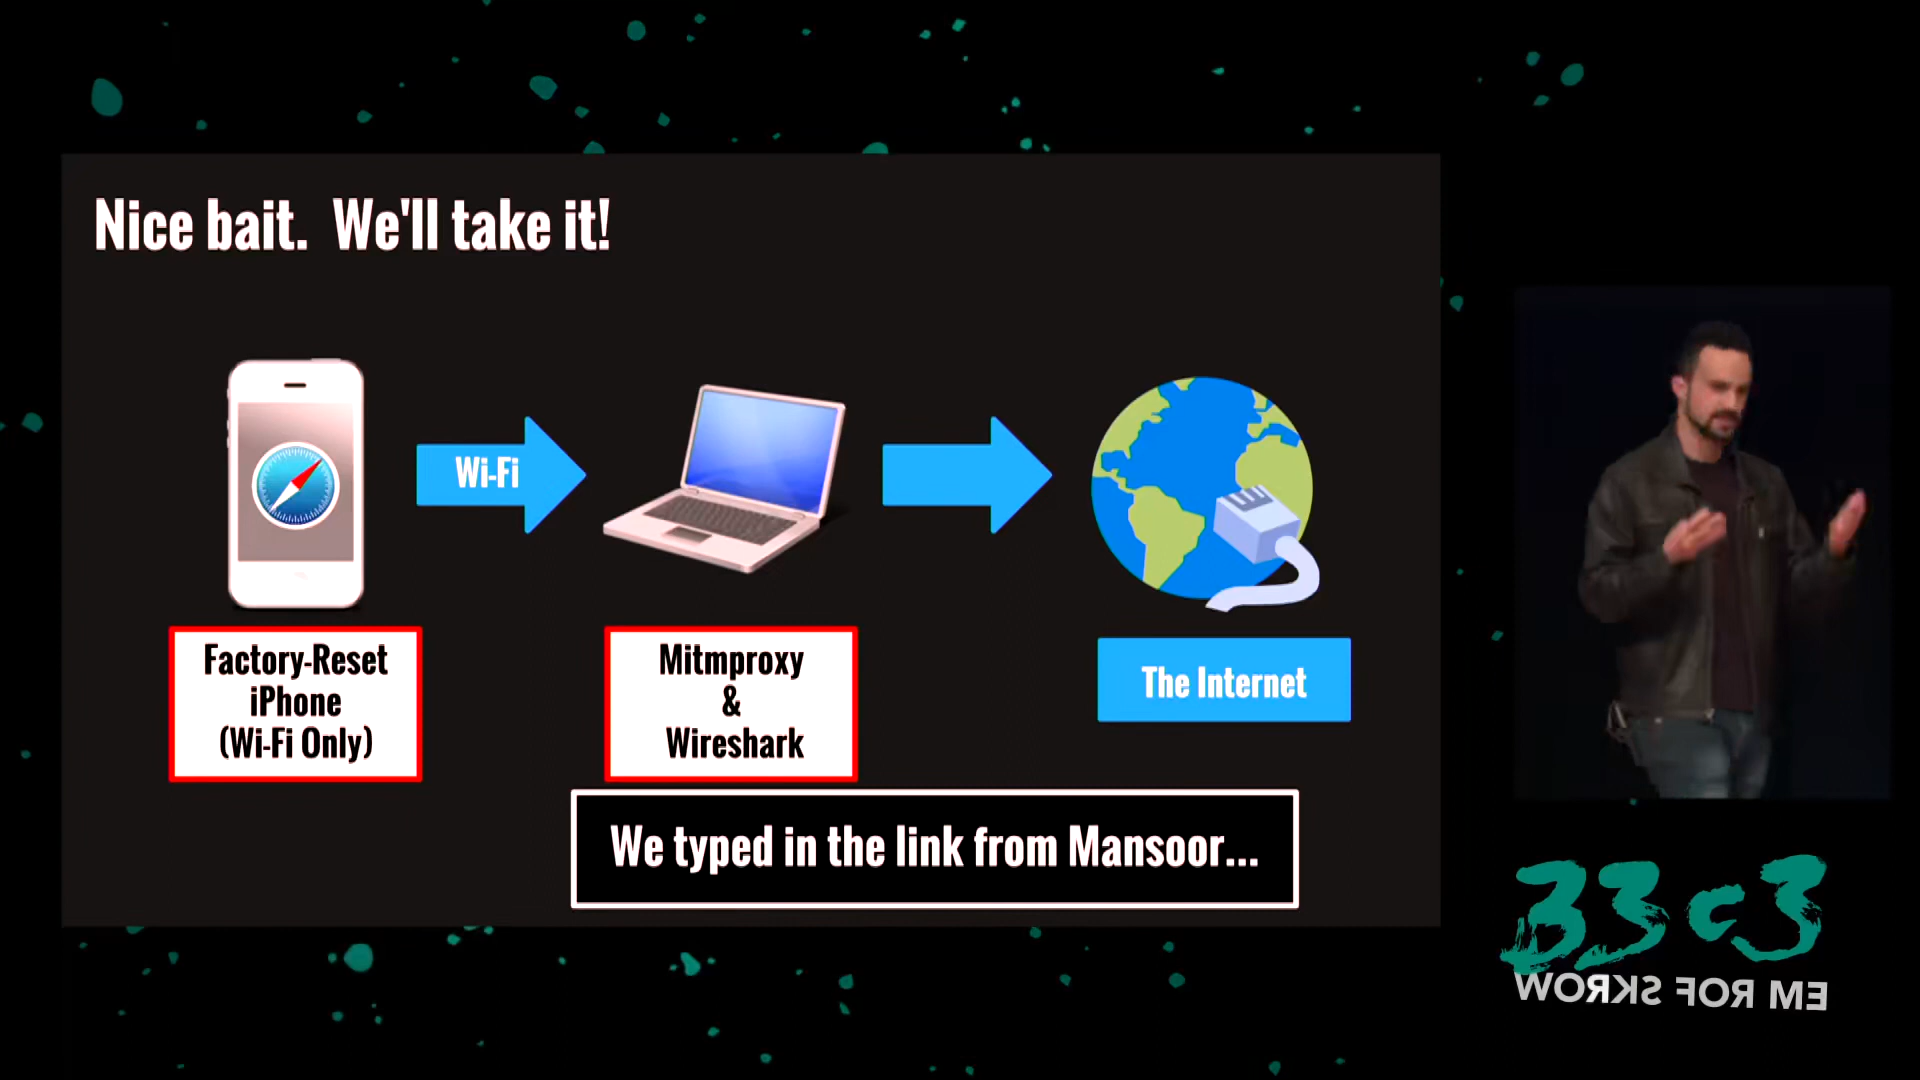 Nice bait. We'll take it!
Wi-Fi
Factory-Reset
iPhone
(Wi-Fi Only)
Mitmproxy
&
Wireshark
The Internet
We typed in the link from Mansoor...
33c3
WORKS FOR ME